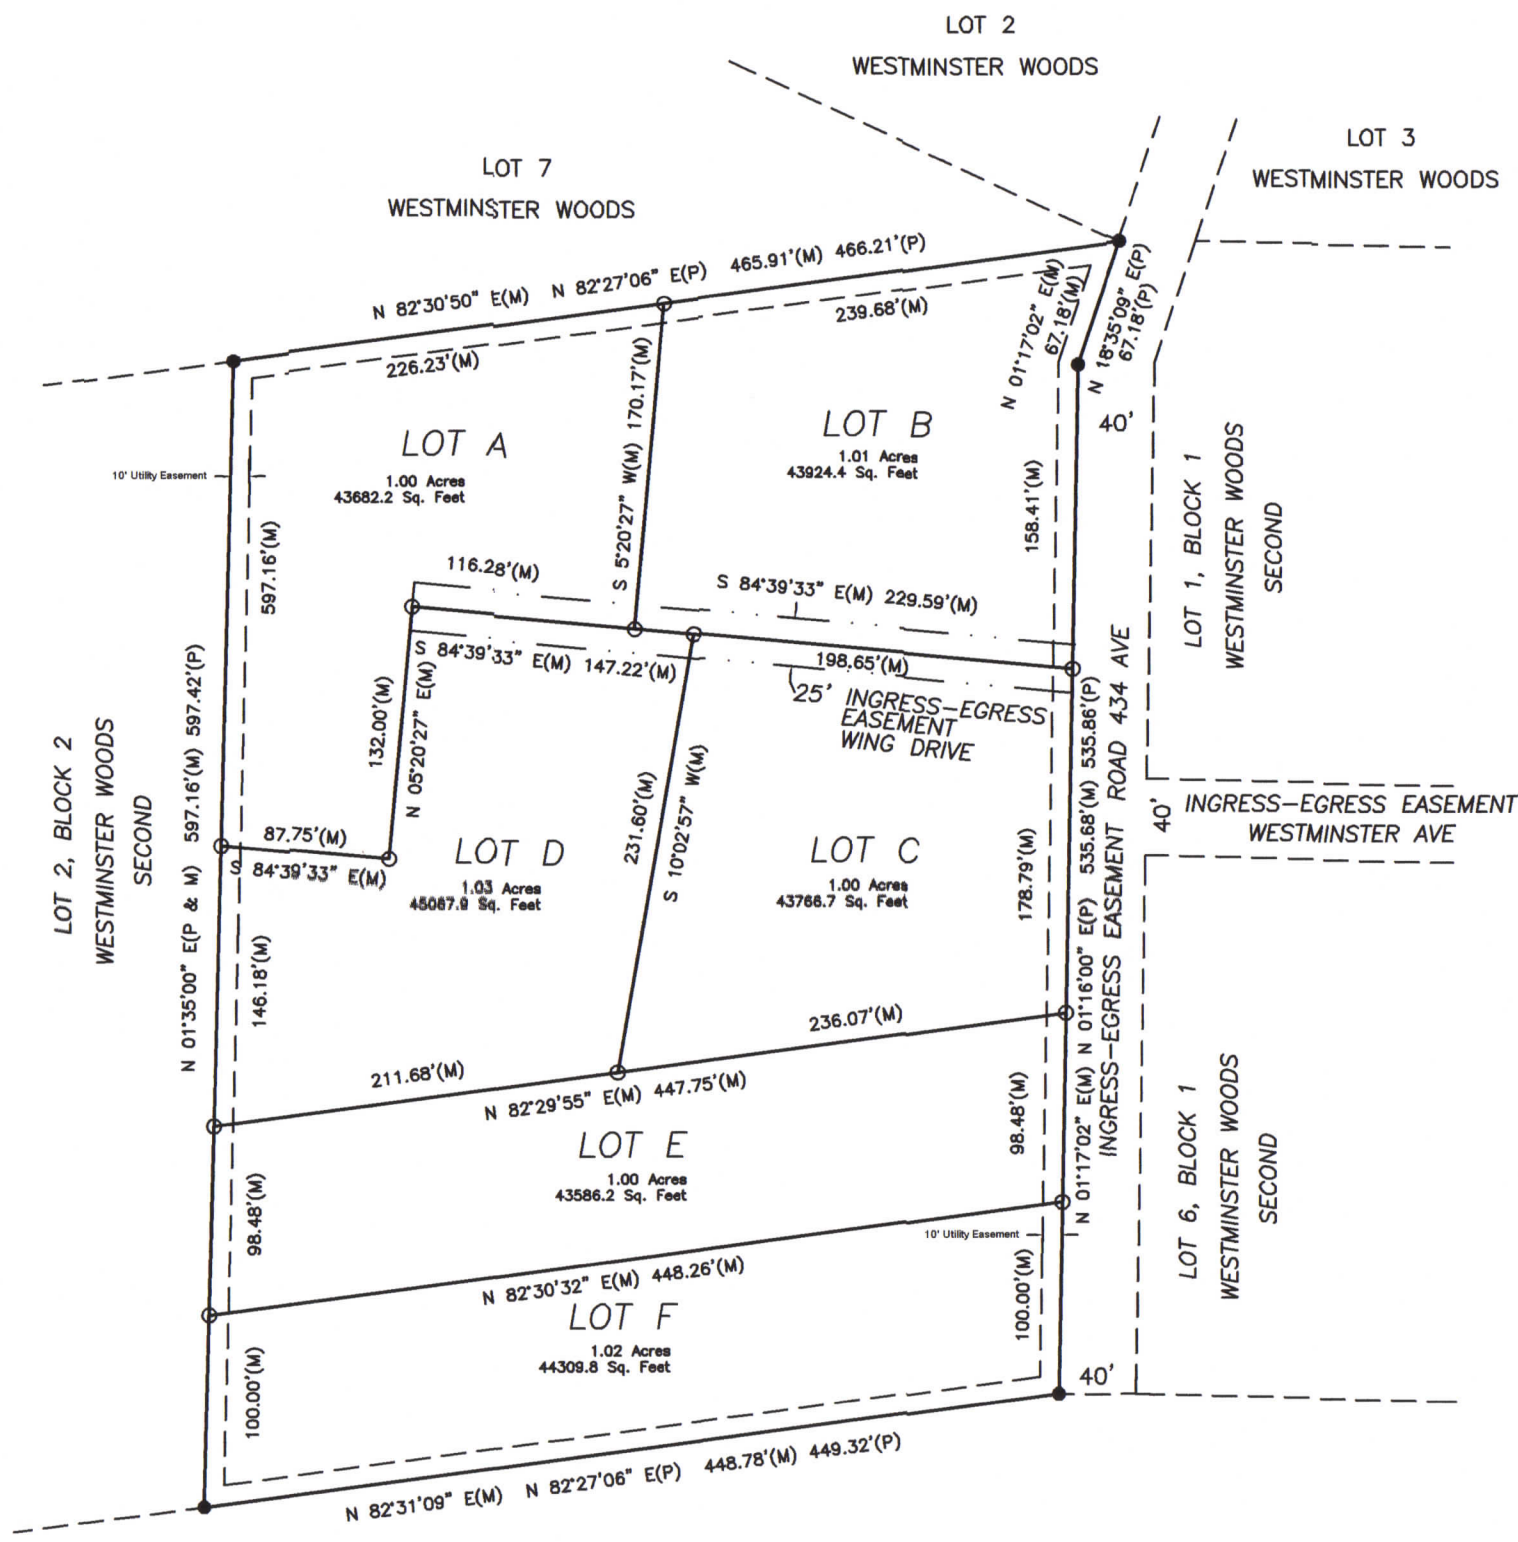 LOT 2
WESTMINSTER WOODS
LOT 3
WESTMINSTER WOODS
LOT 7
WESTMINSTER WOODS
N 82°30'50" E(M) N 82°27'06" E(P) 465.91'(M) 466.21'(P)
226.23'(M)
239.68'(M)
N 01°17'02" E(M)
67.18'(M)
N 18°35'09" E(P)
67.18'(P)
40'
LOT A
1.00 Acres
43682.2 Sq. Feet
LOT B
1.01 Acres
43924.4 Sq. Feet
S 5°20'27" W(M) 170.17'(M)
158.41'(M)
10' Utility Easement
597.16'(M)
116.28'(M)
S 84°39'33" E(M) 229.59'(M)
S 84°39'33" E(M) 147.22'(M)
198.65'(M)
25' INGRESS-EGRESS
EASEMENT
WING DRIVE
LOT 1, BLOCK 1
WESTMINSTER WOODS
SECOND
132.00'(M)
N 05°20'27" E(M)
N 01°35'00" E(P & M) 597.16'(M) 597.42'(P)
LOT 2, BLOCK 2
WESTMINSTER WOODS
SECOND
87.75'(M)
S 84°39'33" E(M)
LOT D
1.03 Acres
45067.9 Sq. Feet
231.60'(M)
S 10°02'57" W(M)
LOT C
1.00 Acres
43766.7 Sq. Feet
178.79'(M)
N 01°17'02" E(M) N 01°16'00" E(P) 535.68'(M) 535.86'(P)
INGRESS-EGRESS EASEMENT ROAD 434 AVE
40'
INGRESS-EGRESS EASEMENT
WESTMINSTER AVE
146.18'(M)
211.68'(M)
236.07'(M)
N 82°29'55" E(M) 447.75'(M)
LOT E
1.00 Acres
43586.2 Sq. Feet
98.48'(M)
98.48'(M)
LOT 6, BLOCK 1
WESTMINSTER WOODS
SECOND
10' Utility Easement
N 82°30'32" E(M) 448.26'(M)
LOT F
1.02 Acres
44309.8 Sq. Feet
100.00'(M)
100.00'(M)
40'
N 82°31'09" E(M) N 82°27'06" E(P) 448.78'(M) 449.32'(P)